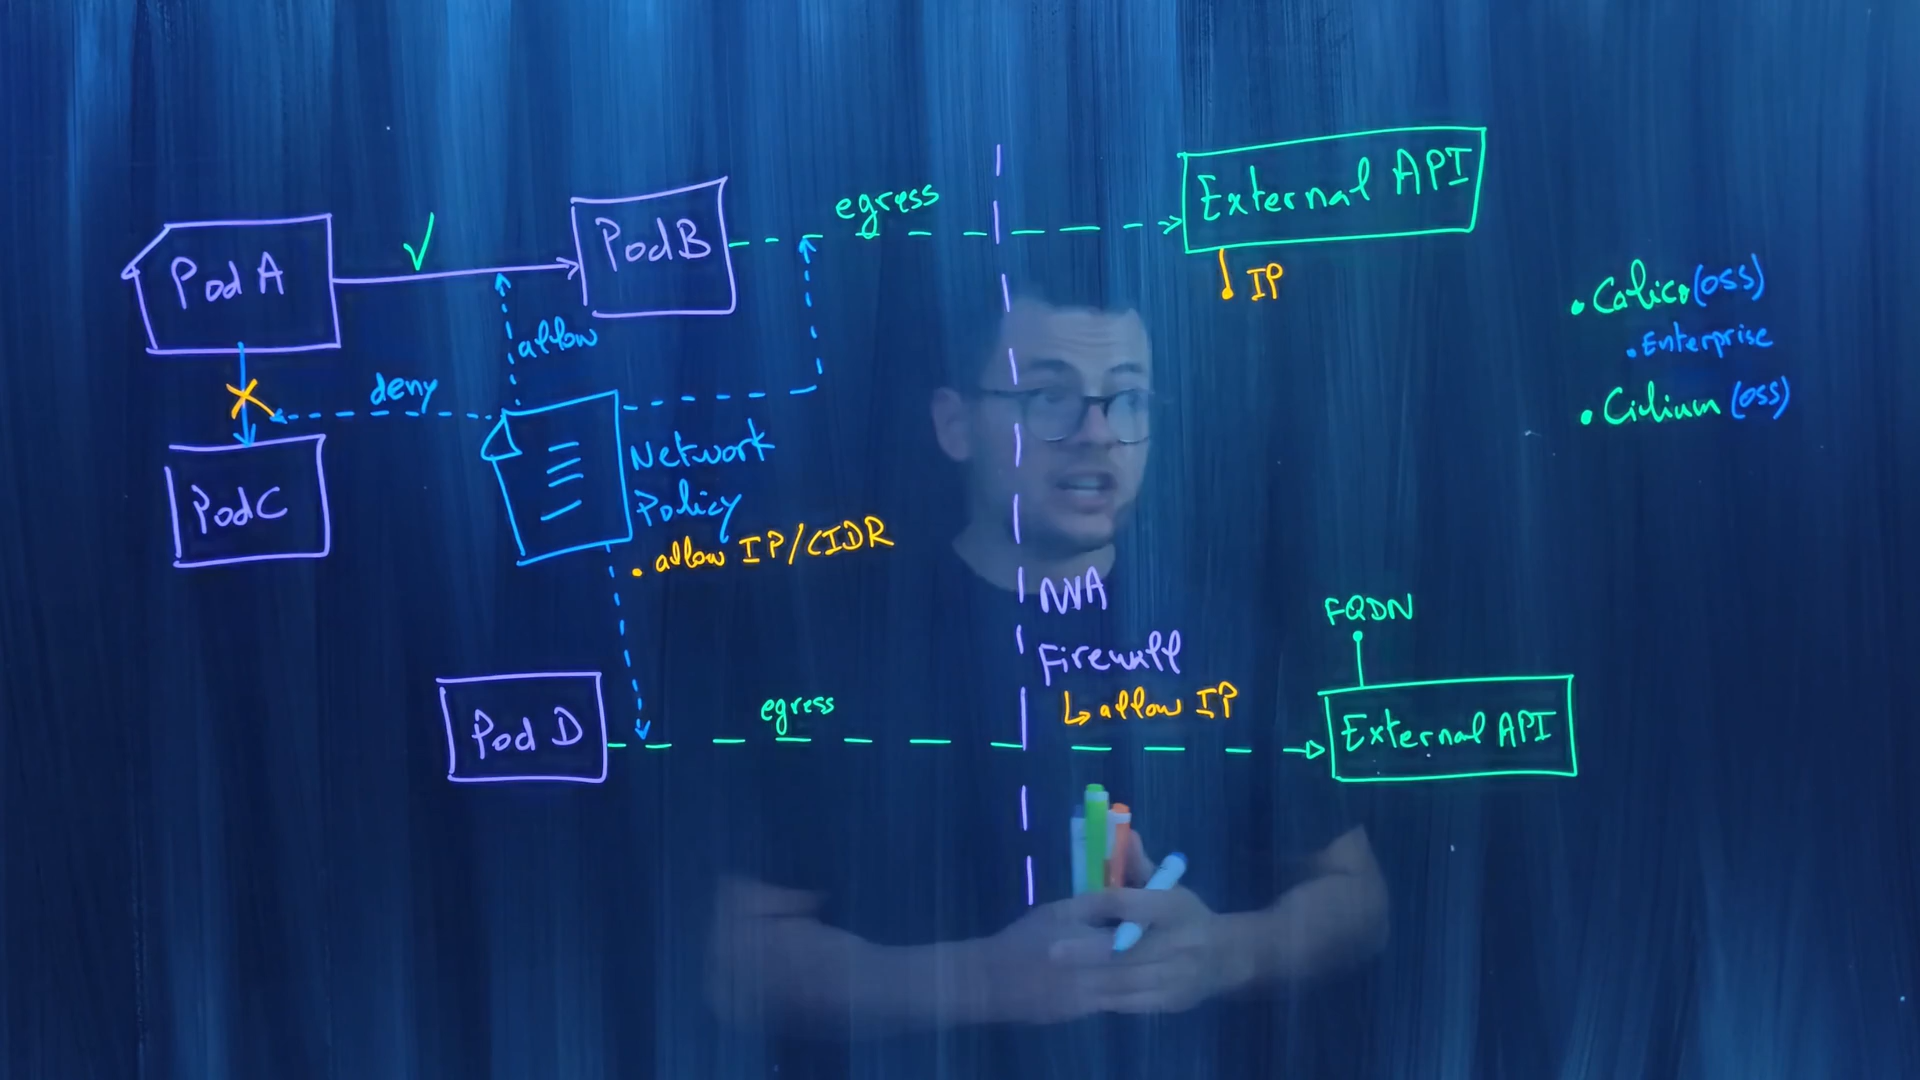 egress
External API
Pod A
Pod B
IP
allow
deny
Pod C
Network
Policy
• allow IP/CIDR
• Calico (OSS)
• Enterprise
• Cilium (OSS)
NVA
Firewall
↳ allow IP
FQDN
Pod D
egress
External API